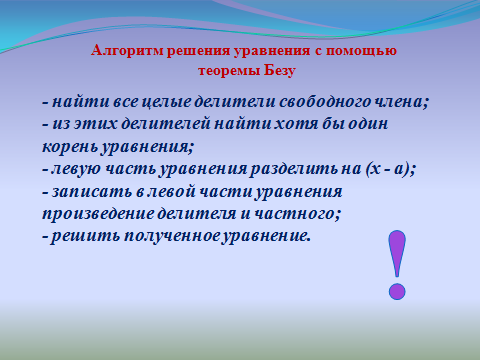 Алгоритм решения уравнения с помощью
теоремы Безу
- найти все целые делители свободного члена;
- из этих делителей найти хотя бы один
корень уравнения;
- левую часть уравнения разделить на (x - a);
- записать в левой части уравнения
произведение делителя и частного;
- решить полученное уравнение.
!